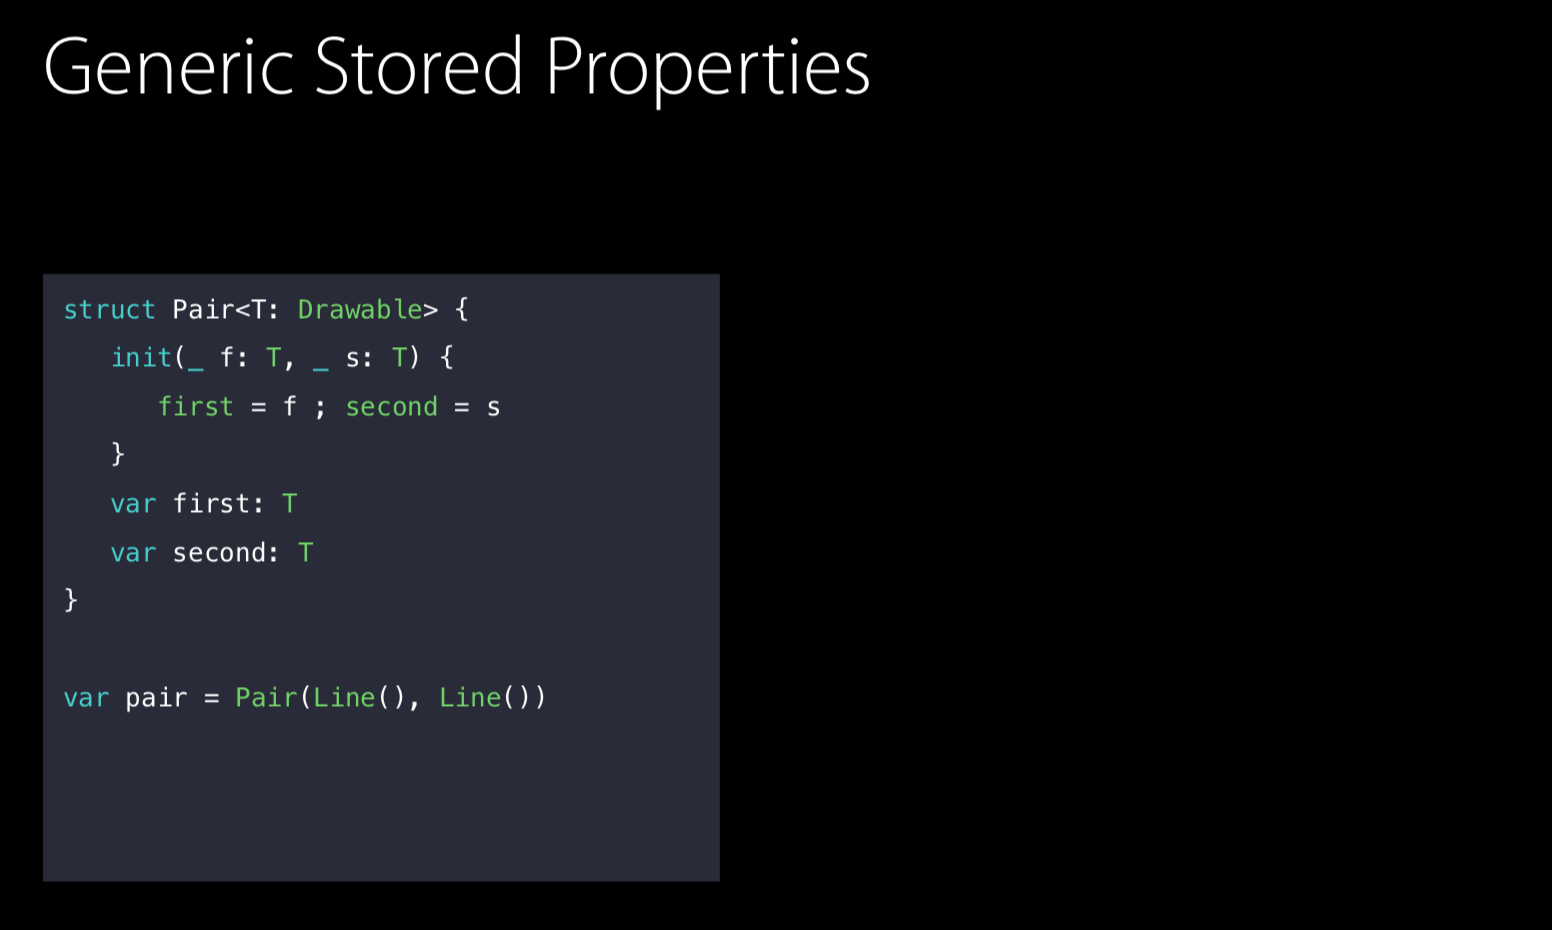 Generic Stored Properties
struct Pair<T: Drawable> {
init(_ f: T, _ s: T) {
first = f ; second = s
}
var first: T
var second: T
}
var pair = Pair(Line(), Line())